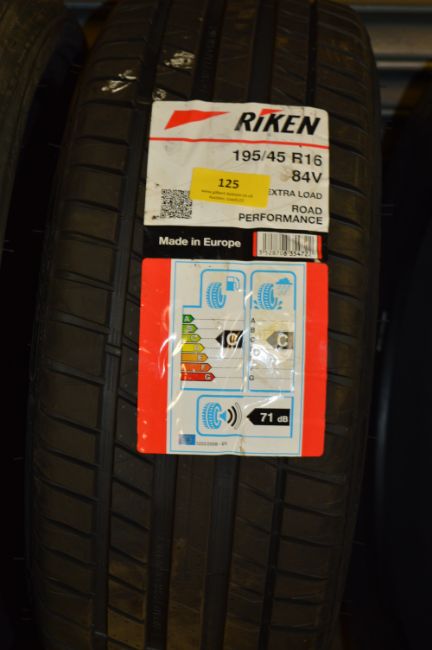 RIKEN
195/45 R16
84V
125
EXTRA LOAD
ROAD
PERFORMANCE
Made in Europe
A
A
B
C
C
C
G
G
71 dB